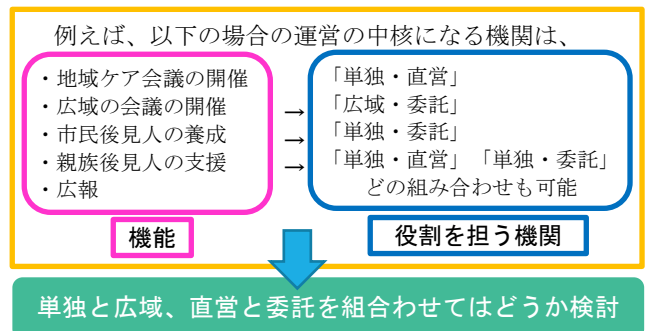 例えば、以下の場合の運営の中核になる機関は、
・地域ケア会議の開催
・広域の会議の開催
・市民後見人の養成
・親族後見人の支援
・広報
→
→
→
「単独・直営」
「広域・委託」
「単独・委託」
「単独・直営」「単独・委託」
どの組み合わせも可能
機能
役割を担う機関
単独と広域、直営と委託を組合わせてはどうか検討